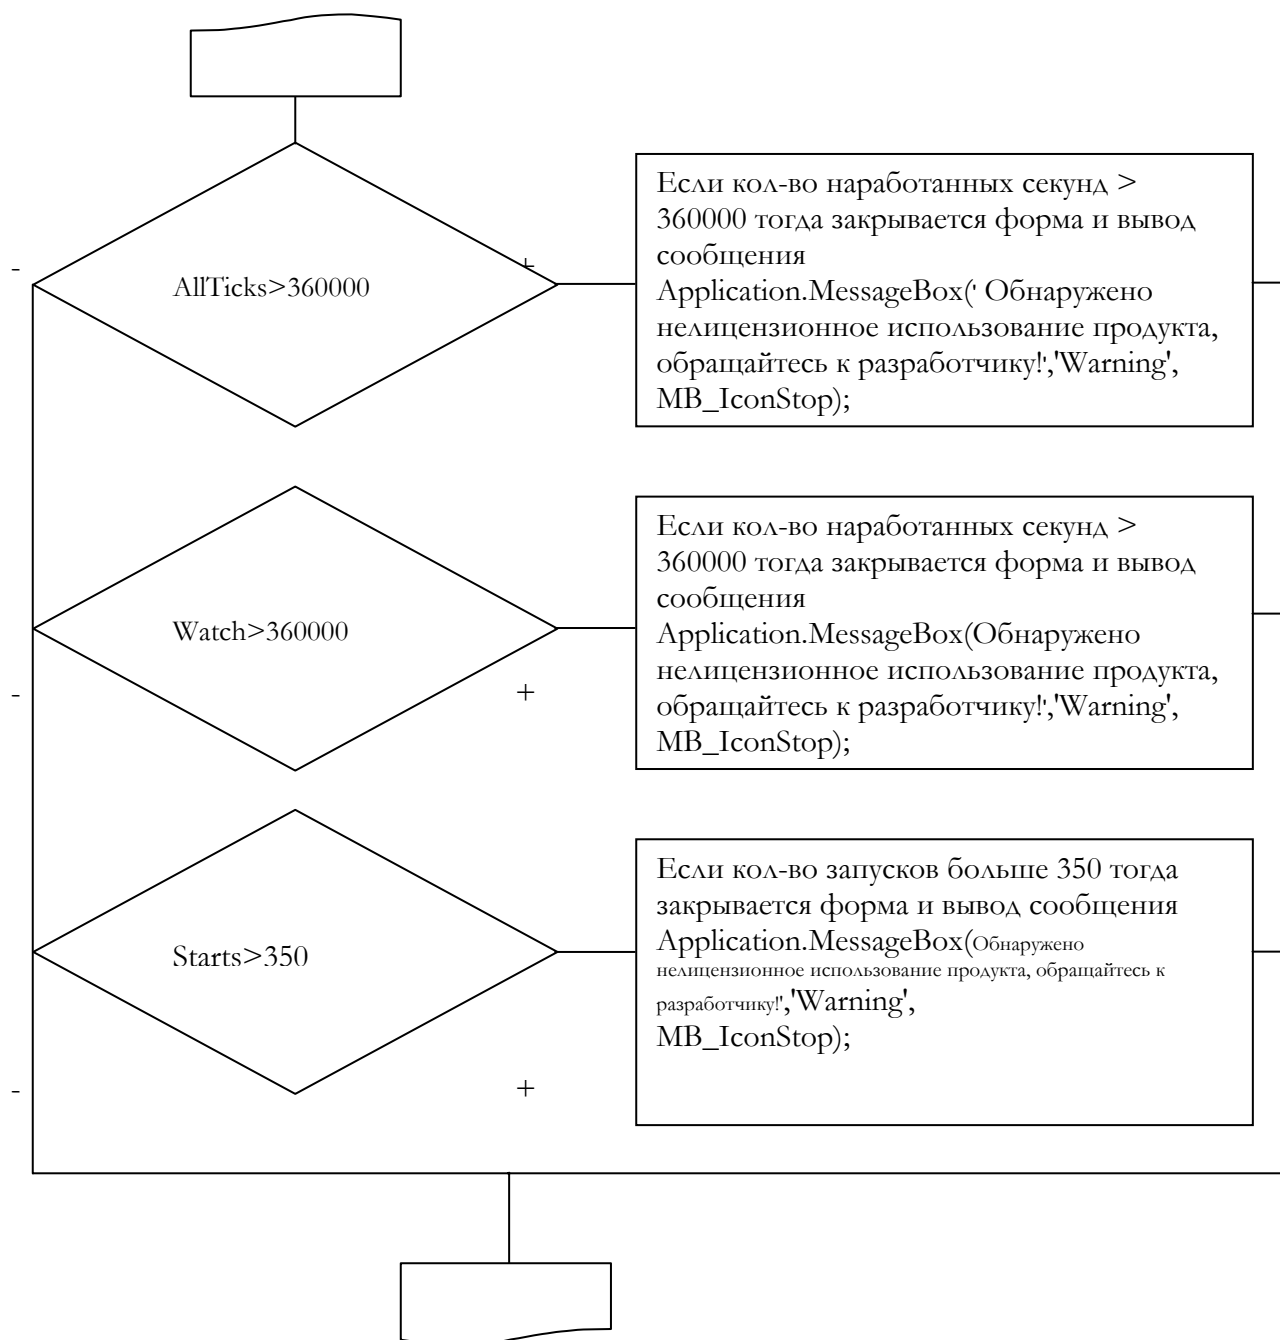 Если кол-во наработанных секунд >
360000 тогда закрывается форма и вывод
сообщения
Application.MessageBox(' Обнаружено
нелицензионное использование продукта,
обращайтесь к разработчику!','Warning',
MB_IconStop);
-
+
AllTicks>360000
Если кол-во наработанных секунд >
360000 тогда закрывается форма и вывод
сообщения
Application.MessageBox(Обнаружено
нелицензионное использование продукта,
обращайтесь к разработчику!','Warning',
MB_IconStop);
Watch>360000
-
+
Если кол-во запусков больше 350 тогда
закрывается форма и вывод сообщения
Application.MessageBox(Обнаружено
нелицензионное использование продукта, обращайтесь к
разработчику!','Warning',
MB_IconStop);
Starts>350
-
+